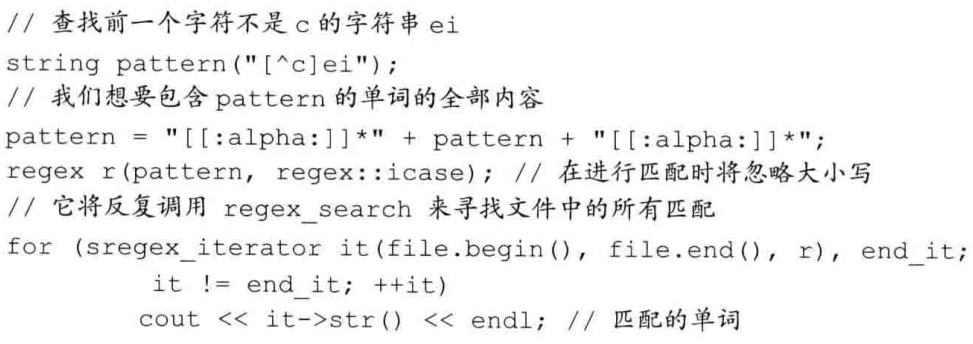 // 查找前一个字符不是 c 的字符串 ei
string pattern("[^c]ei");
// 我们想要包含 pattern 的单词的全部内容
pattern = "[[:alpha:]]*" + pattern + "[[:alpha:]]*";
regex r(pattern, regex::icase); // 在进行匹配时将忽略大小写
// 它将反复调用 regex_search 来寻找文件中的所有匹配
for (sregex_iterator it(file.begin(), file.end(), r), end_it;
it != end_it; ++it)
cout << it->str() << endl; // 匹配的单词